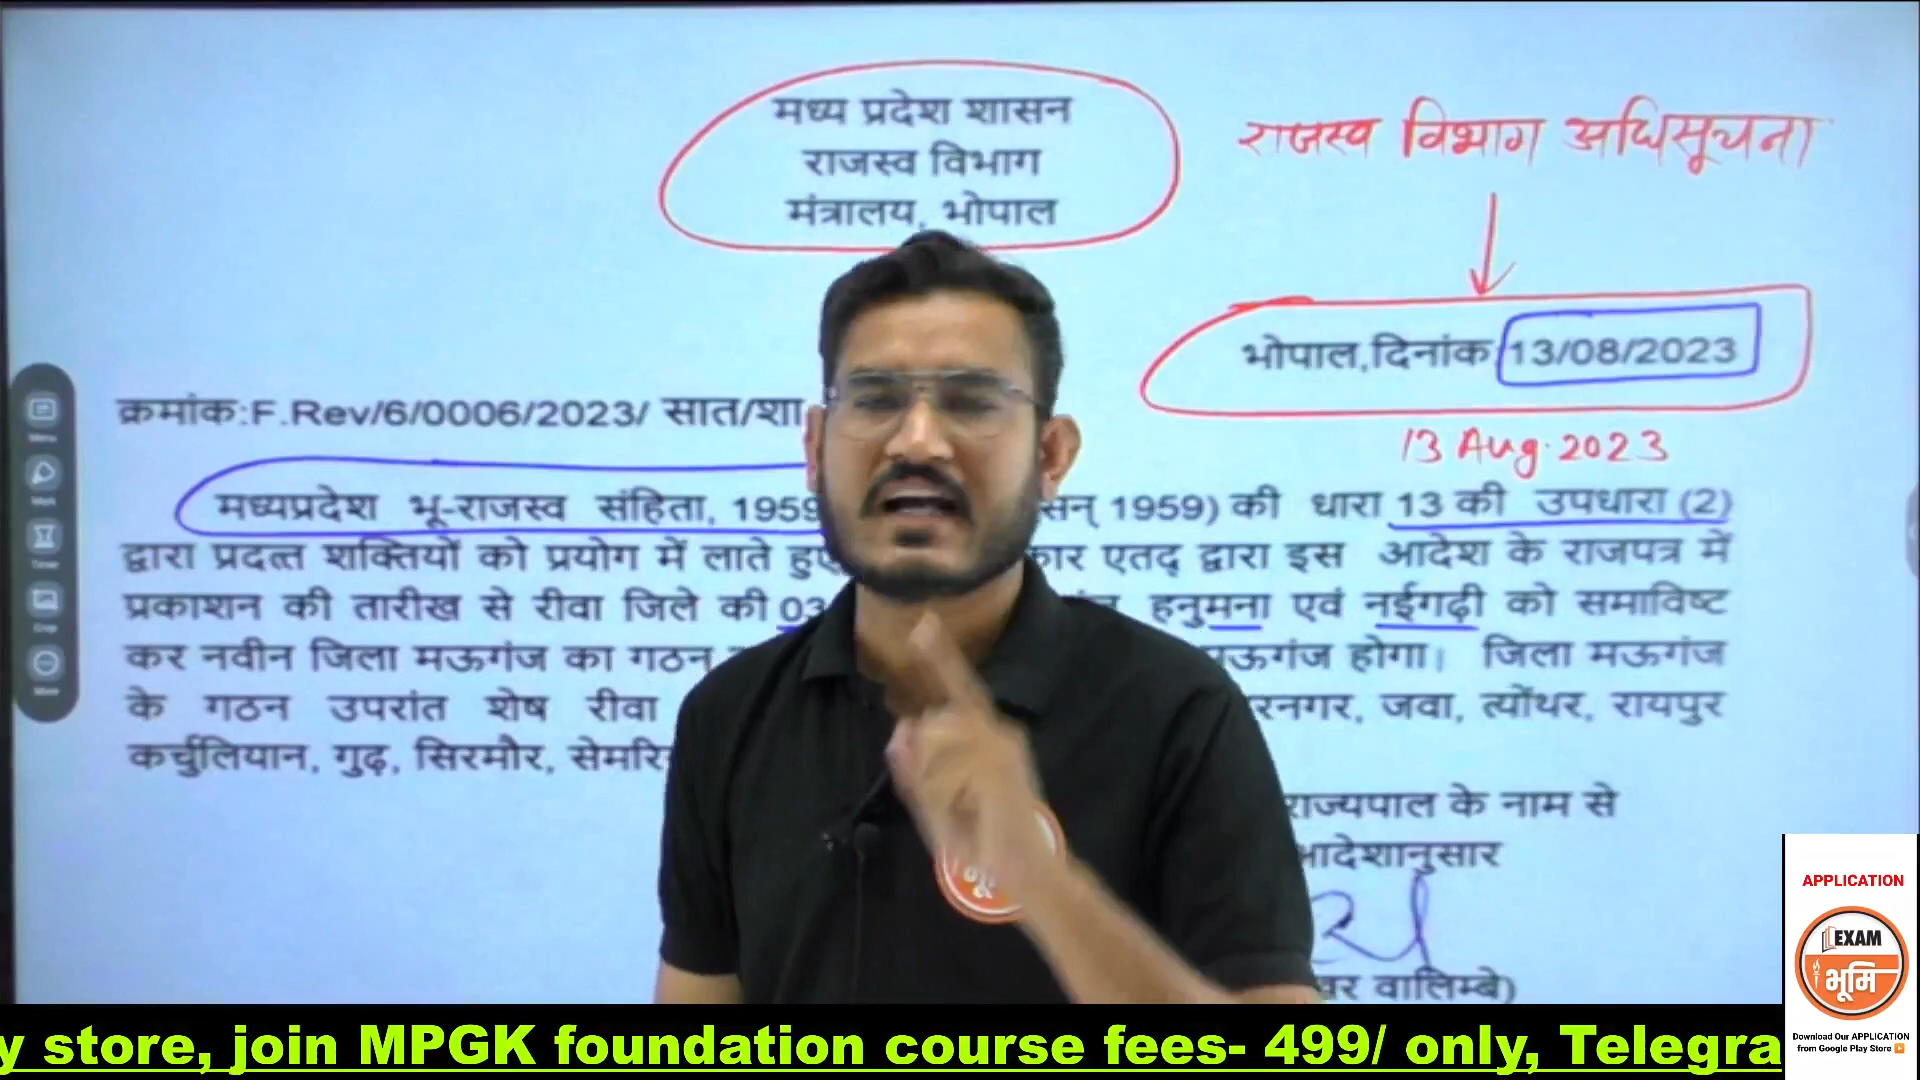 मध्य प्रदेश शासन
राजस्व विभाग
मंत्रालय, भोपाल
राजस्व विभाग अधिसूचना
भोपाल,दिनांक 13/08/2023
13 Aug. 2023
क्रमांक:F.Rev/6/0006/2023/ सात/शा
मध्यप्रदेश भू-राजस्व संहिता, 1959 सन् 1959) की धारा 13 की उपधारा (2)
द्वारा प्रदत्त शक्तियों को प्रयोग में लाते हुए एतद् द्वारा इस आदेश के राजपत्र में
प्रकाशन की तारीख से रीवा जिले की 03 हनुमना एवं नईगढ़ी को समाविष्ट
कर नवीन जिला मऊगंज का गठन मऊगंज होगा। जिला मऊगंज
के गठन उपरांत शेष रीवा रनगर, जवा, त्योंथर, रायपुर
कर्चुलियान, गुढ़, सिरमौर, सेमरि
राज्यपाल के नाम से
आदेशानुसार
वालिम्बे)
APPLICATION
EXAM
भूमि
Download Our APPLICATION
from Google Play Store
y store, join MPGK foundation course fees- 499/ only, Telegra